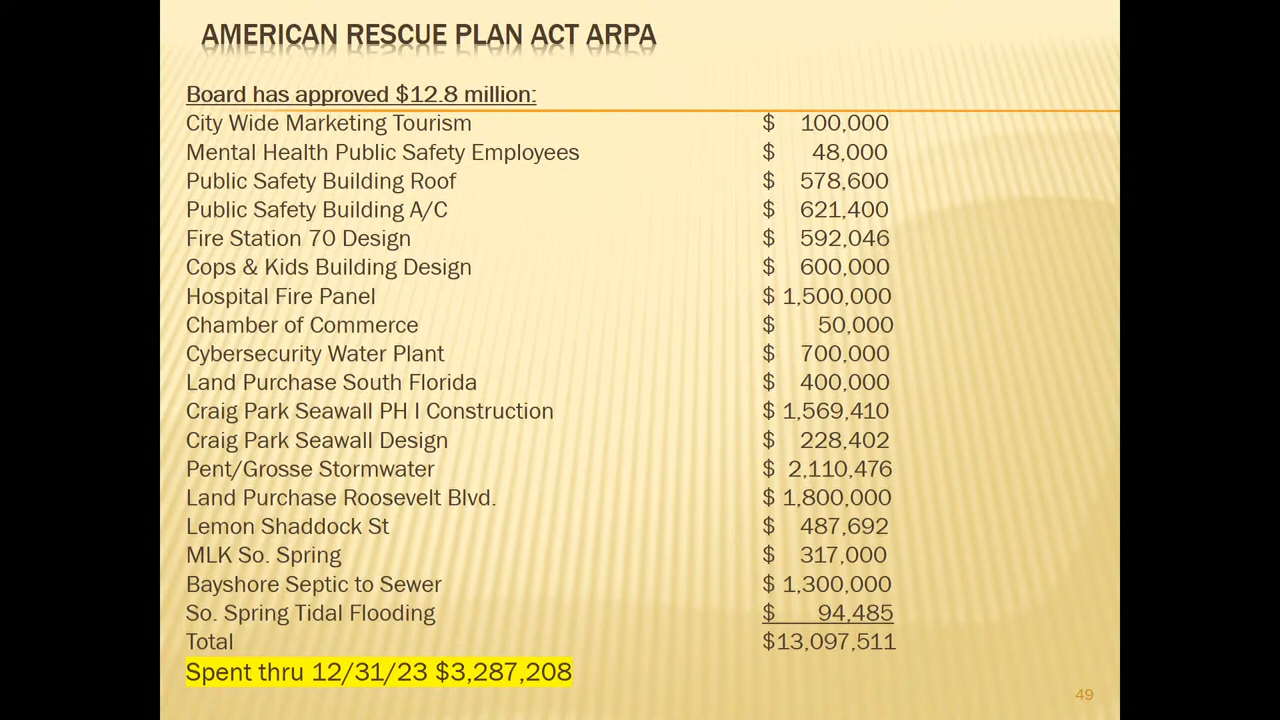 AMERICAN RESCUE PLAN ACT ARPA
Board has approved $12.8 million:
City Wide Marketing Tourism $ 100,000
Mental Health Public Safety Employees $ 48,000
Public Safety Building Roof $ 578,600
Public Safety Building A/C $ 621,400
Fire Station 70 Design $ 592,046
Cops & Kids Building Design $ 600,000
Hospital Fire Panel $ 1,500,000
Chamber of Commerce $ 50,000
Cybersecurity Water Plant $ 700,000
Land Purchase South Florida $ 400,000
Craig Park Seawall PH I Construction $ 1,569,410
Craig Park Seawall Design $ 228,402
Pent/Grosse Stormwater $ 2,110,476
Land Purchase Roosevelt Blvd. $ 1,800,000
Lemon Shaddock St $ 487,692
MLK So. Spring $ 317,000
Bayshore Septic to Sewer $ 1,300,000
So. Spring Tidal Flooding $ 94,485
Total $13,097,511
Spent thru 12/31/23 $3,287,208
49